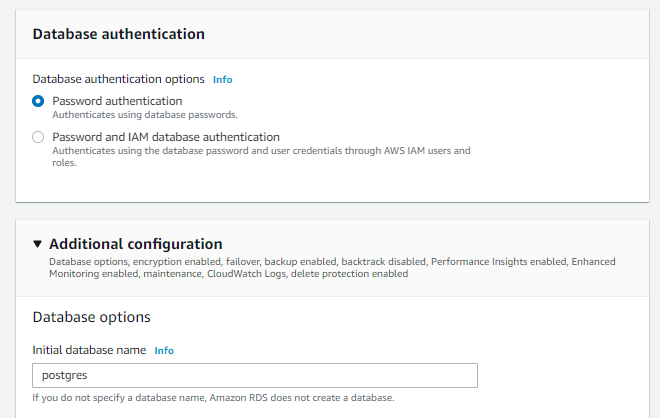 Database authentication
Database authentication options Info
Password authentication
Authenticates using database passwords.
Password and IAM database authentication
Authenticates using the database password and user credentials through AWS IAM users and
roles.
Additional configuration
Database options, encryption enabled, failover, backup enabled, backtrack disabled, Performance Insights enabled, Enhanced
Monitoring enabled, maintenance, CloudWatch Logs, delete protection enabled
Database options
Initial database name Info
postgres
If you do not specify a database name, Amazon RDS does not create a database.